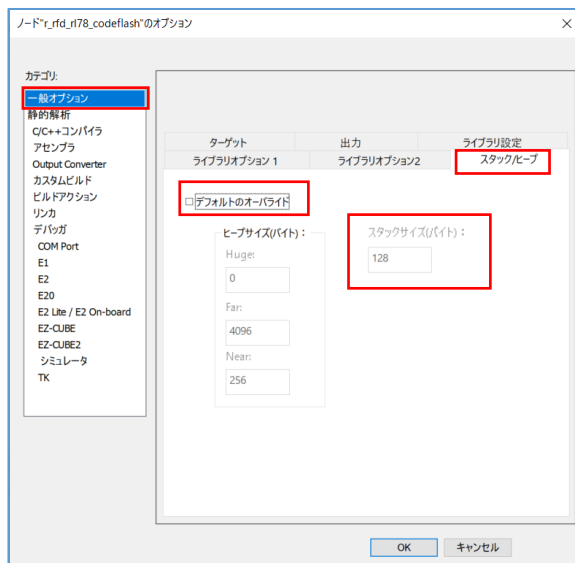 ノード"r_rfd_rl78_codeflash"のオプション
カテゴリ:
一般オプション
静的解析
C/C++コンパイラ
アセンブラ
Output Converter
カスタムビルド
ビルドアクション
リンカ
デバッガ
COM Port
E1
E2
E20
E2 Lite / E2 On-board
EZ-CUBE
EZ-CUBE2
シミュレータ
TK
ターゲット
出力
ライブラリ設定
ライブラリオプション 1
ライブラリオプション2
スタック/ヒープ
デフォルトのオーバライド
ヒープサイズ(バイト):
Huge:
0
Far:
4096
Near:
256
スタックサイズ(バイト):
128
OK
キャンセル